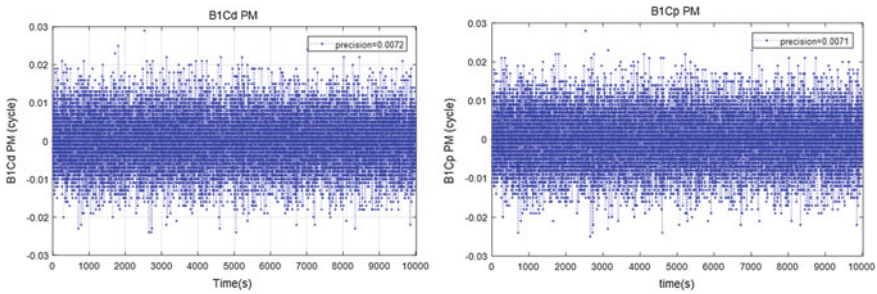 B1Cd PM
precision=0.0072
0.03
0.02
0.01
0
-0.01
-0.02
-0.03
B1Cd PM (cycle)
0 1000 2000 3000 4000 5000 6000 7000 8000 9000 10000
Time(s)
B1Cp PM
precision=0.0071
0.03
0.02
0.01
0
-0.01
-0.02
-0.03
B1Cp PM (cycle)
0 1000 2000 3000 4000 5000 6000 7000 8000 9000 10000
time(s)